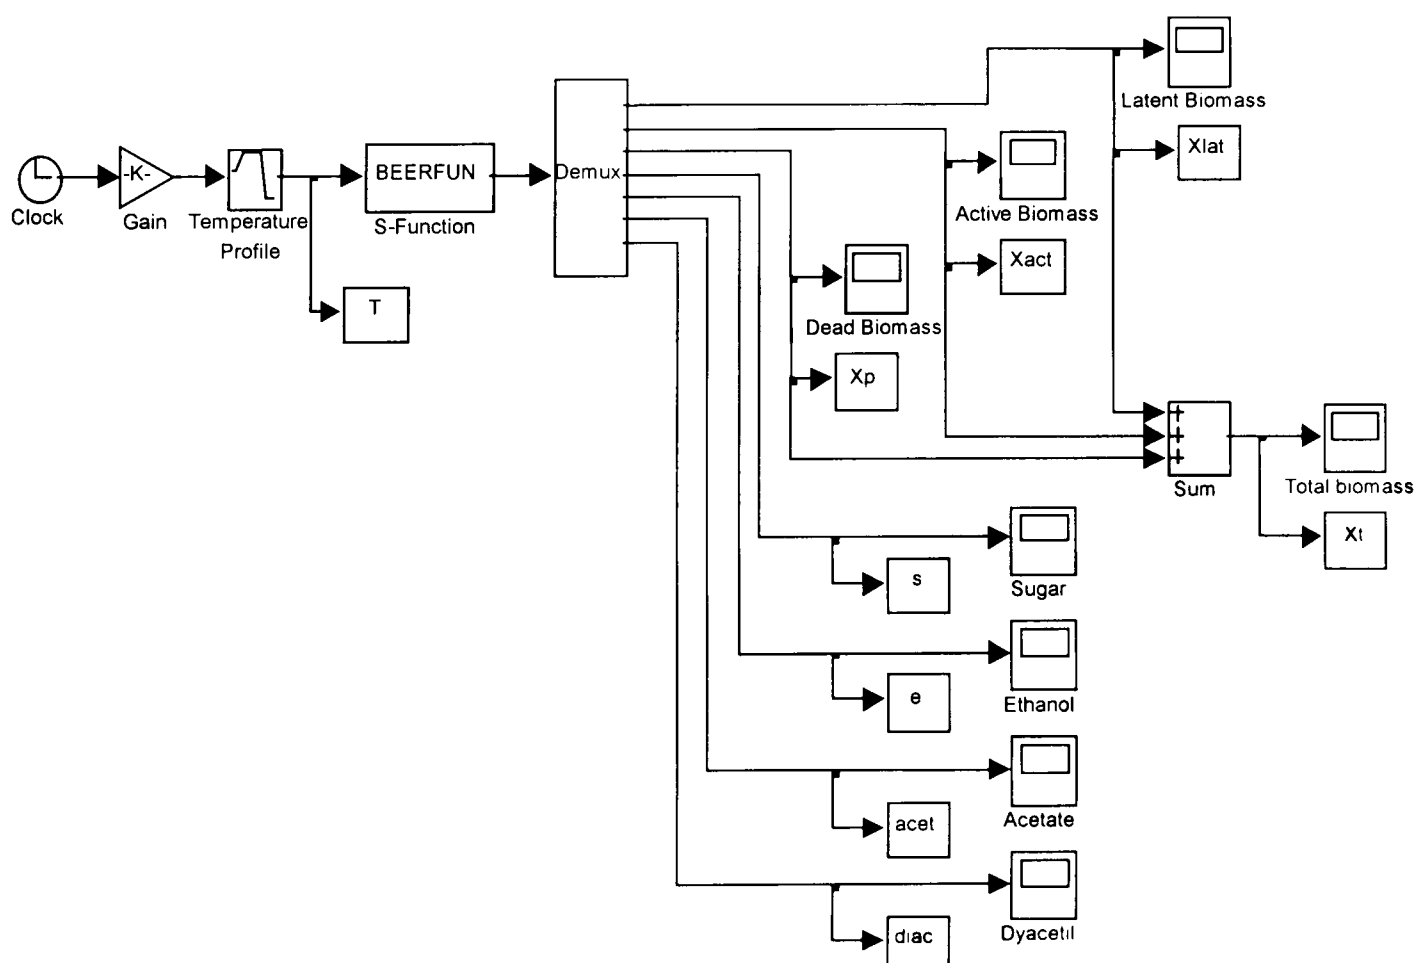 Latent Biomass
Xlat
-K-
BEERFUN
Demux
Clock
Gain
Temperature
Profile
S-Function
Active Biomass
Xact
T
Dead Biomass
Xp
+
+
+
Sum
Total biomass
Xt
s
Sugar
e
Ethanol
acet
Acetate
diac
Dyacetil